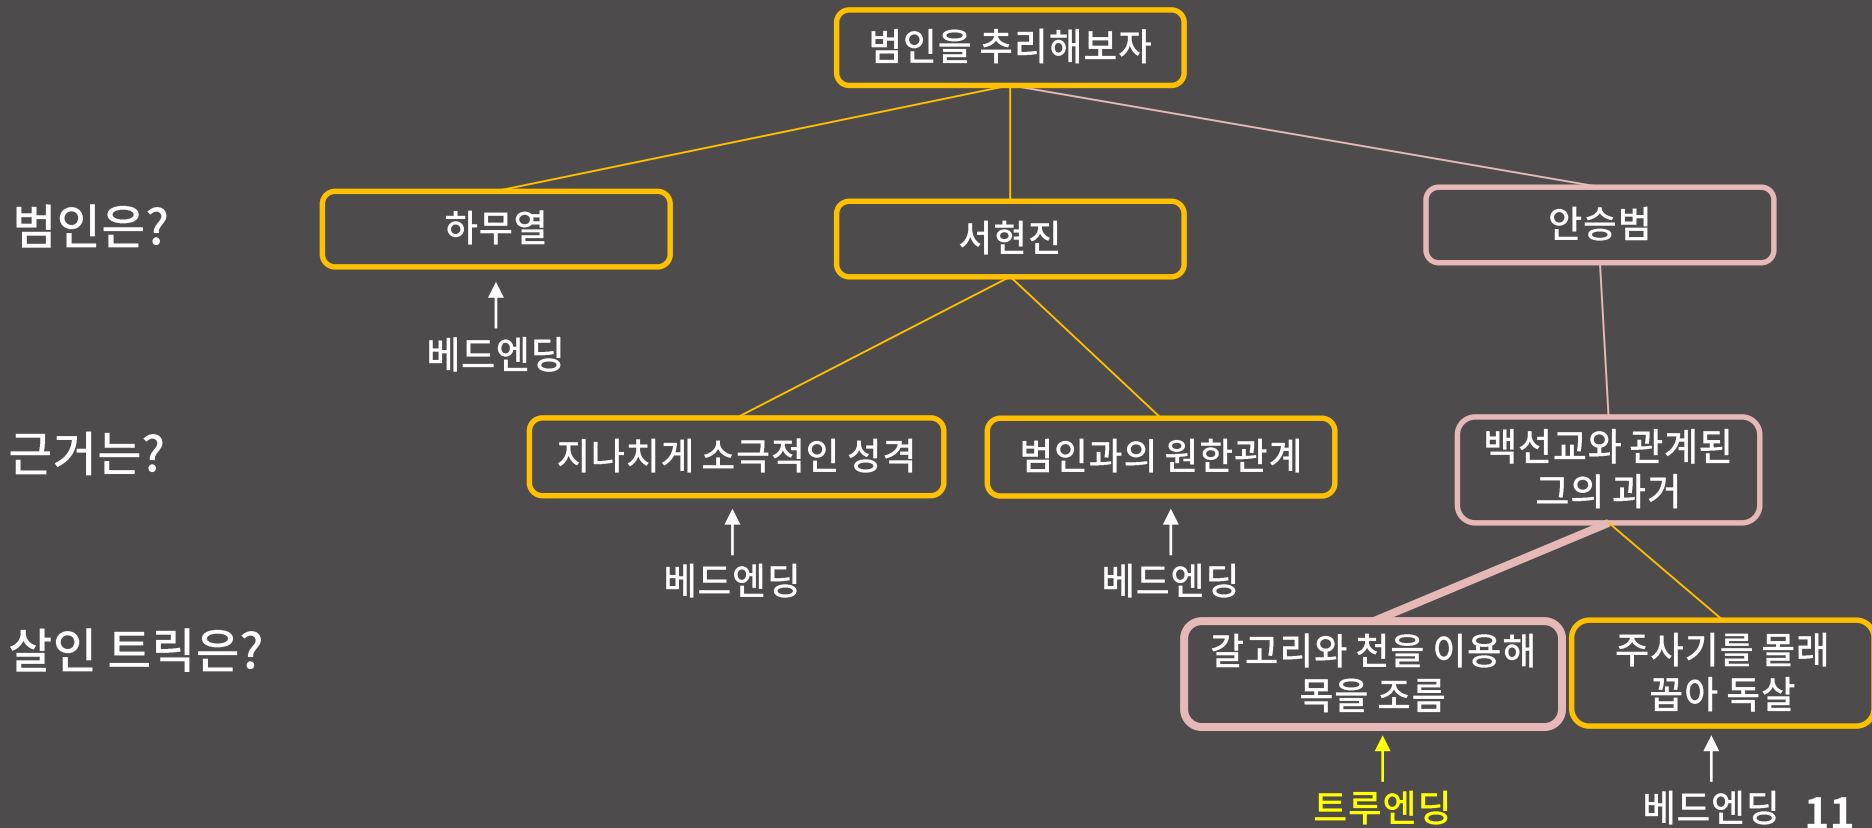 범인을 추리해보자
범인은?
하무열
서현진
안승범
베드엔딩
근거는?
지나치게 소극적인 성격
범인과의 원한관계
백선교와 관계된
그의 과거
베드엔딩
베드엔딩
살인 트릭은?
갈고리와 천을 이용해
목을 조름
주사기를 몰래
꼽아 독살
트루엔딩
베드엔딩
11